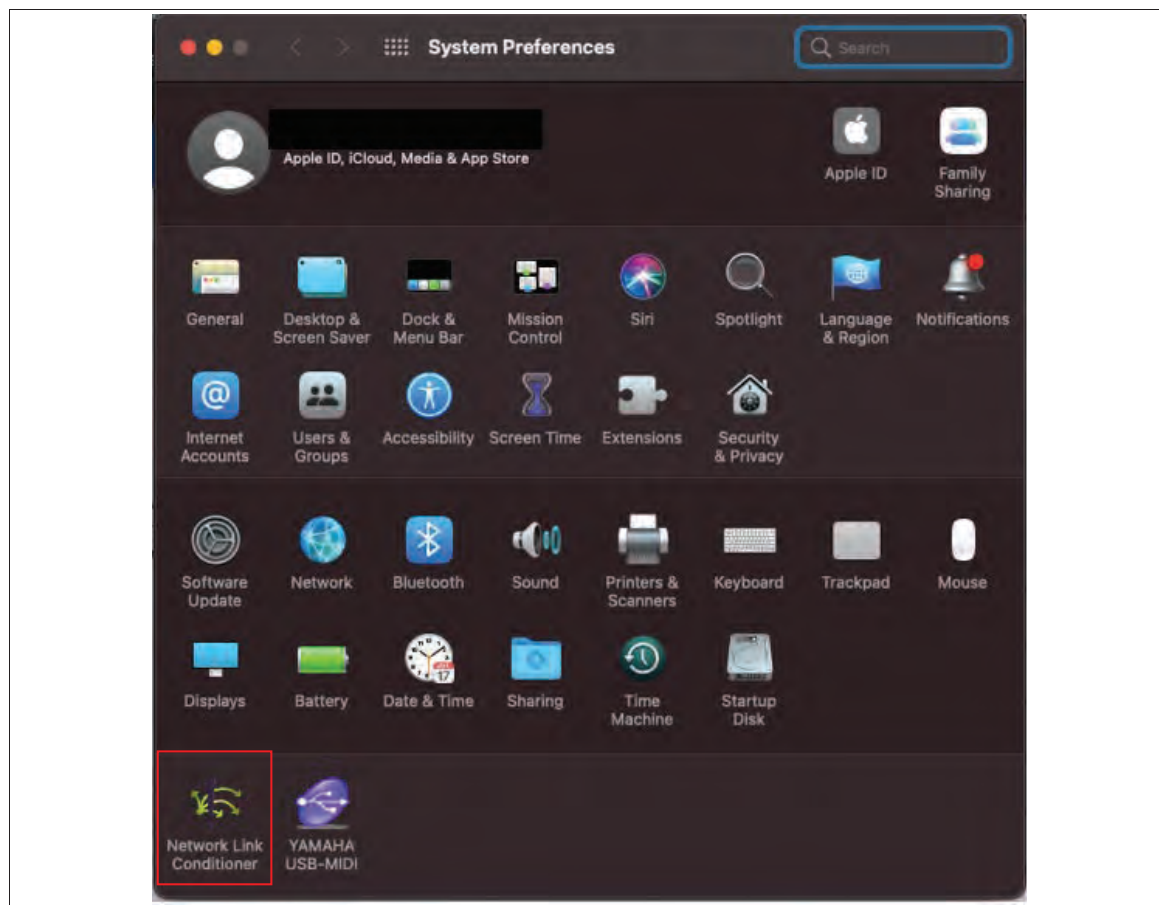 System Preferences
Search
Apple ID, iCloud, Media & App Store
Apple ID
Family
Sharing
General
Desktop &
Screen Saver
Dock &
Menu Bar
Mission
Control
Siri
Spotlight
Language
& Region
Notifications
Internet
Accounts
Users &
Groups
Accessibility
Screen Time
Extensions
Security
& Privacy
Software
Update
Network
Bluetooth
Sound
Printers &
Scanners
Keyboard
Trackpad
Mouse
Displays
Battery
Date & Time
Sharing
Time
Machine
Startup
Disk
Network Link
Conditioner
YAMAHA
USB-MIDI